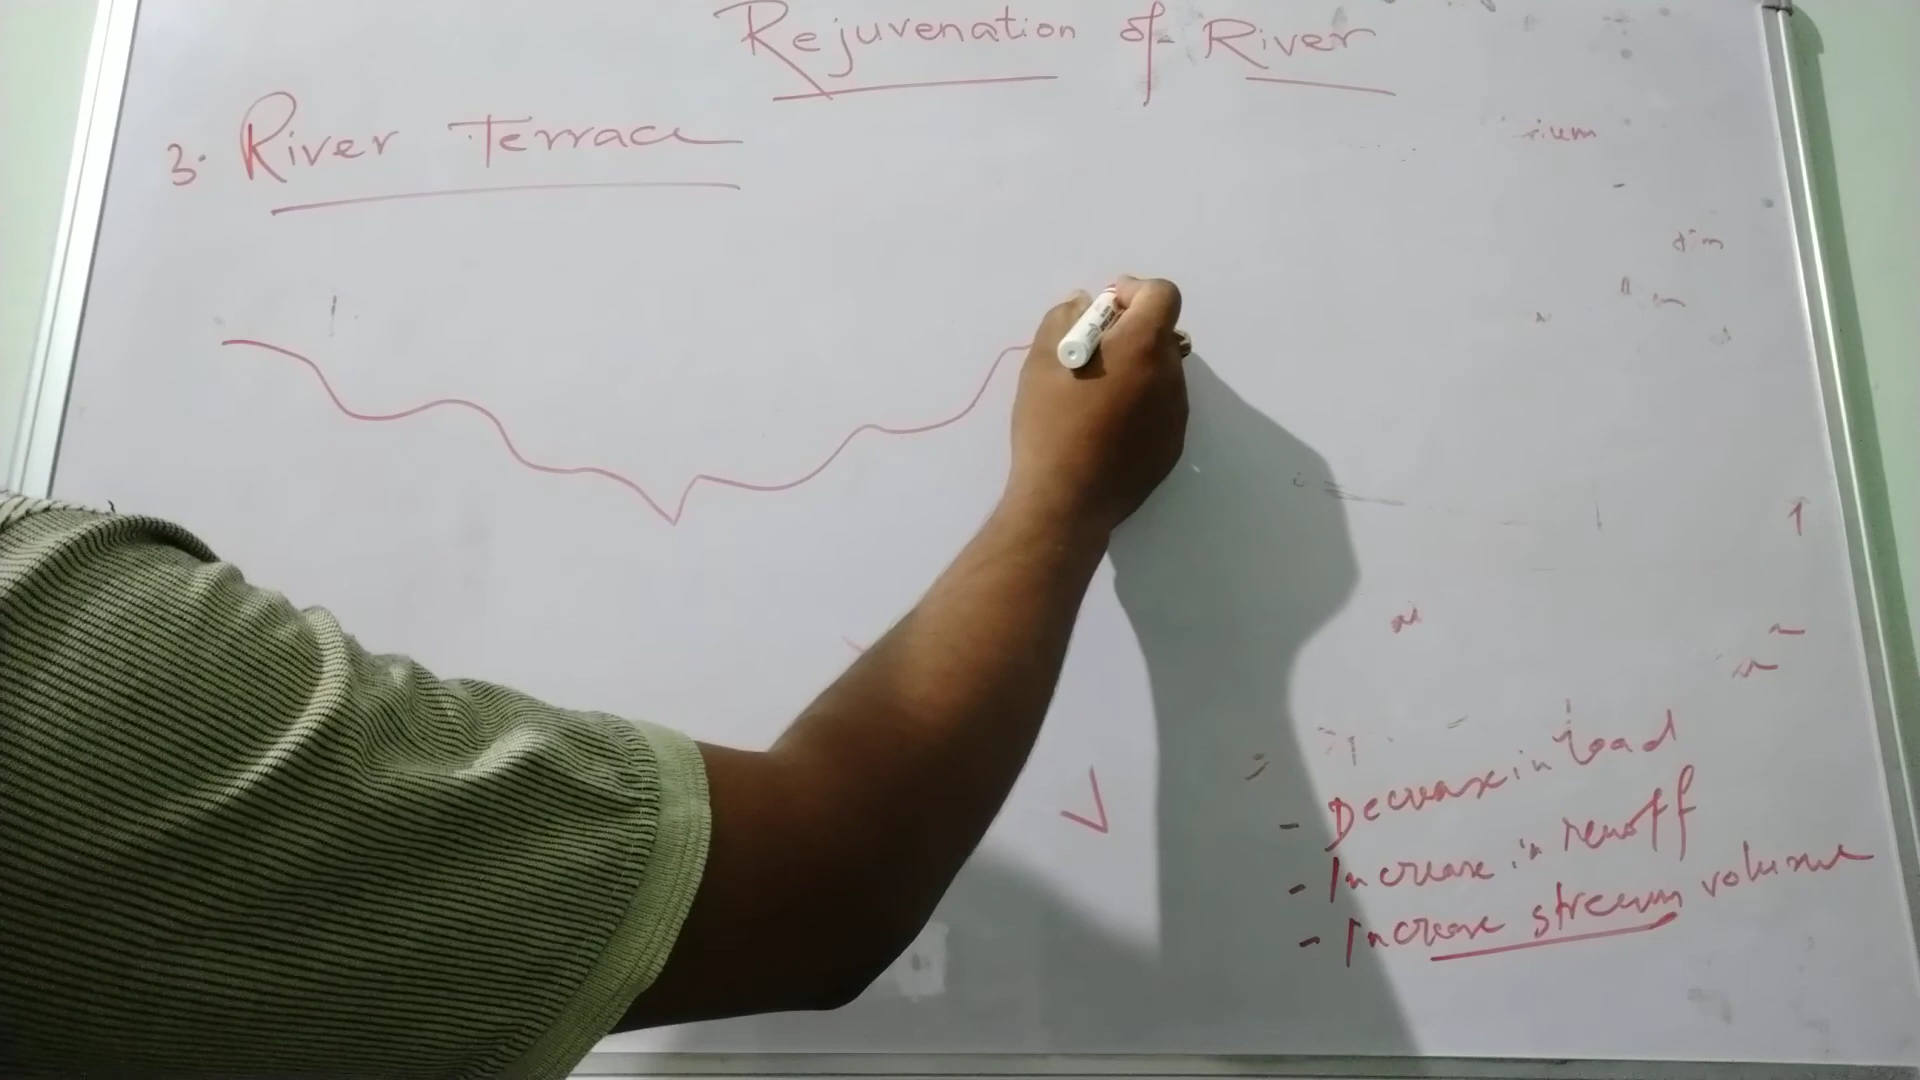 Rejuvenation of River
3. River Terrace
- Decrease in load
- Increase in runoff
- Increase stream volume